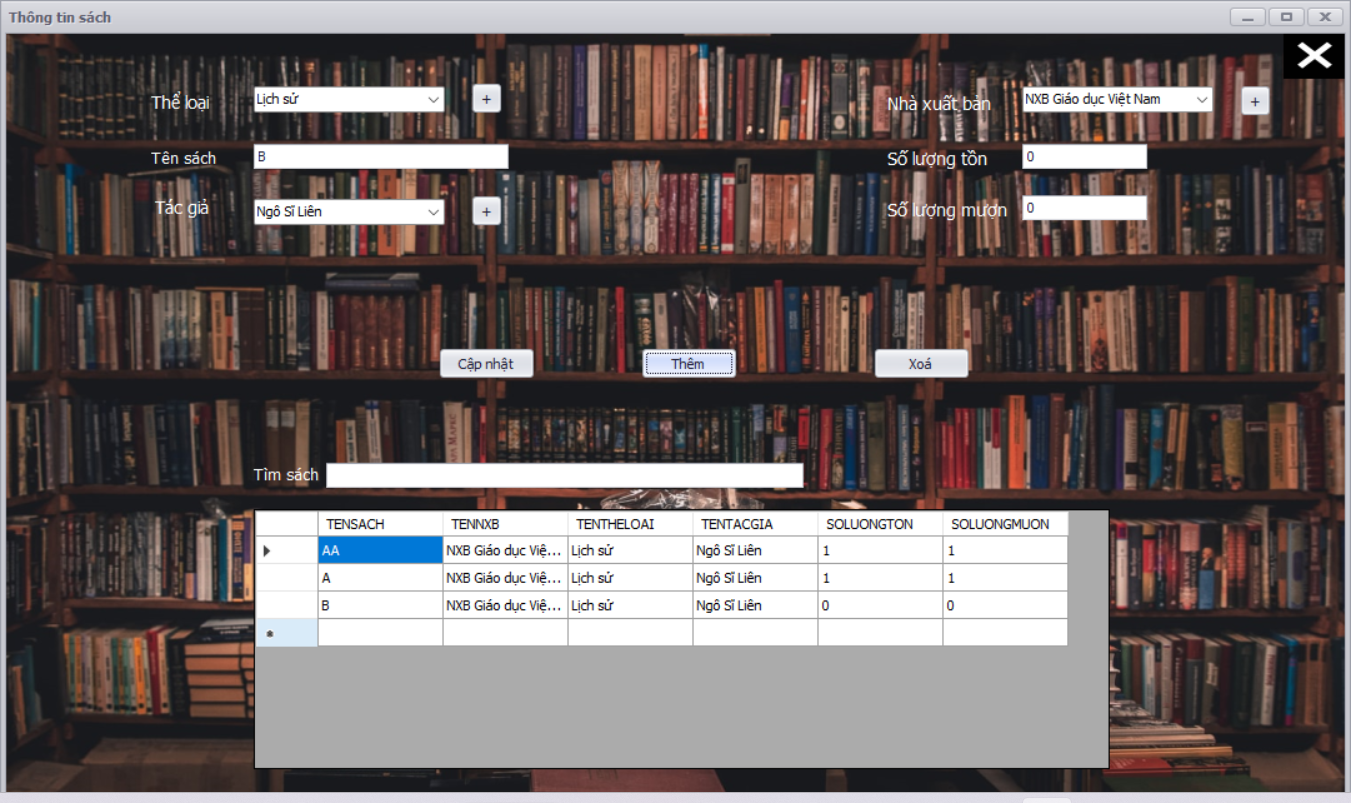 Thông tin sách
Thể loại Lịch sử + Nhà xuất bản NXB Giáo dục Việt Nam +
Tên sách B Số lượng tồn 0
Tác giả Ngô Sĩ Liên + Số lượng mượn 0
Cập nhật Thêm Xoá
Tìm sách
TENSACH TENNXB TENTHELOAI TENTACGIA SOLUONGTON SOLUONGMUON
AA NXB Giáo dục Việ... Lịch sử Ngô Sĩ Liên 1 1
A NXB Giáo dục Việ... Lịch sử Ngô Sĩ Liên 1 1
B NXB Giáo dục Việ... Lịch sử Ngô Sĩ Liên 0 0